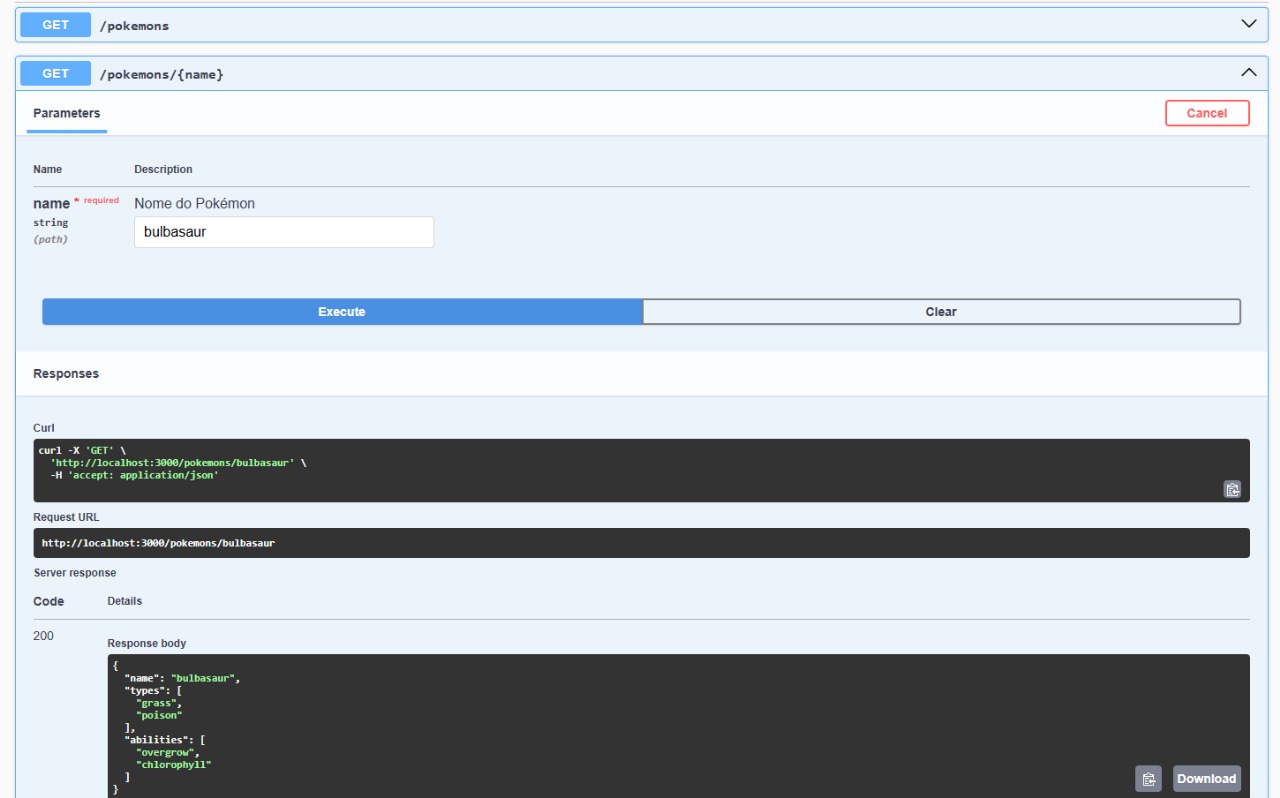 GET /pokemons
GET /pokemons/{name}
Parameters
Cancel
Name Description
name * required Nome do Pokémon
string
(path)
bulbasaur
Execute Clear
Responses
Curl
curl -X 'GET' \
'http://localhost:3000/pokemons/bulbasaur' \
-H 'accept: application/json'
Request URL
http://localhost:3000/pokemons/bulbasaur
Server response
Code Details
200
Response body
{
"name": "bulbasaur",
"types": [
"grass",
"poison"
],
"abilities": [
"overgrow",
"chlorophyll"
]
}
Download